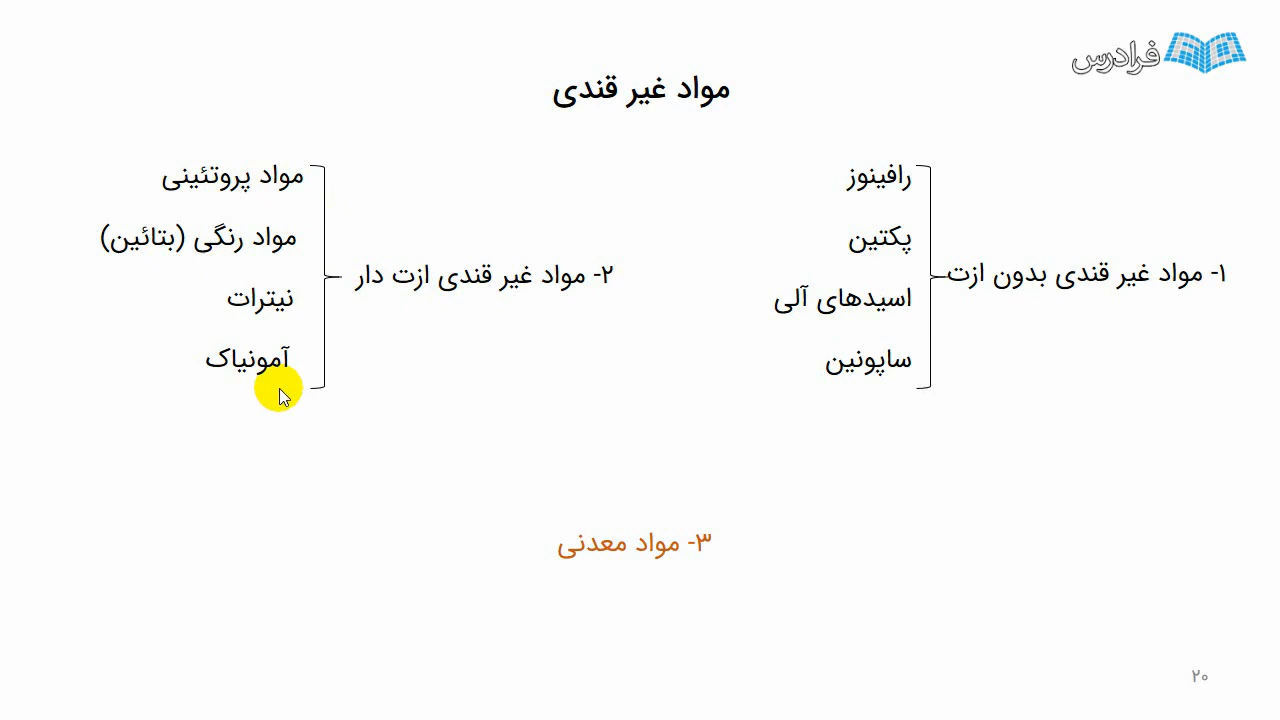 فرادرس
مواد غیر قندی
۱- مواد غیر قندی بدون ازت
رافینوز
پکتین
اسیدهای آلی
ساپونین
۲- مواد غیر قندی ازت دار
مواد پروتئینی
مواد رنگی (بتائین)
نیترات
آمونیاک
۳- مواد معدنی
۲۰